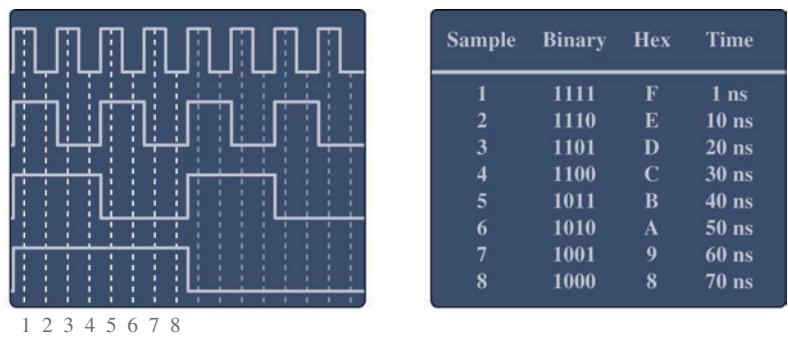 1 2 3 4 5 6 7 8
Sample Binary Hex Time
1 1111 F 1 ns
2 1110 E 10 ns
3 1101 D 20 ns
4 1100 C 30 ns
5 1011 B 40 ns
6 1010 A 50 ns
7 1001 9 60 ns
8 1000 8 70 ns